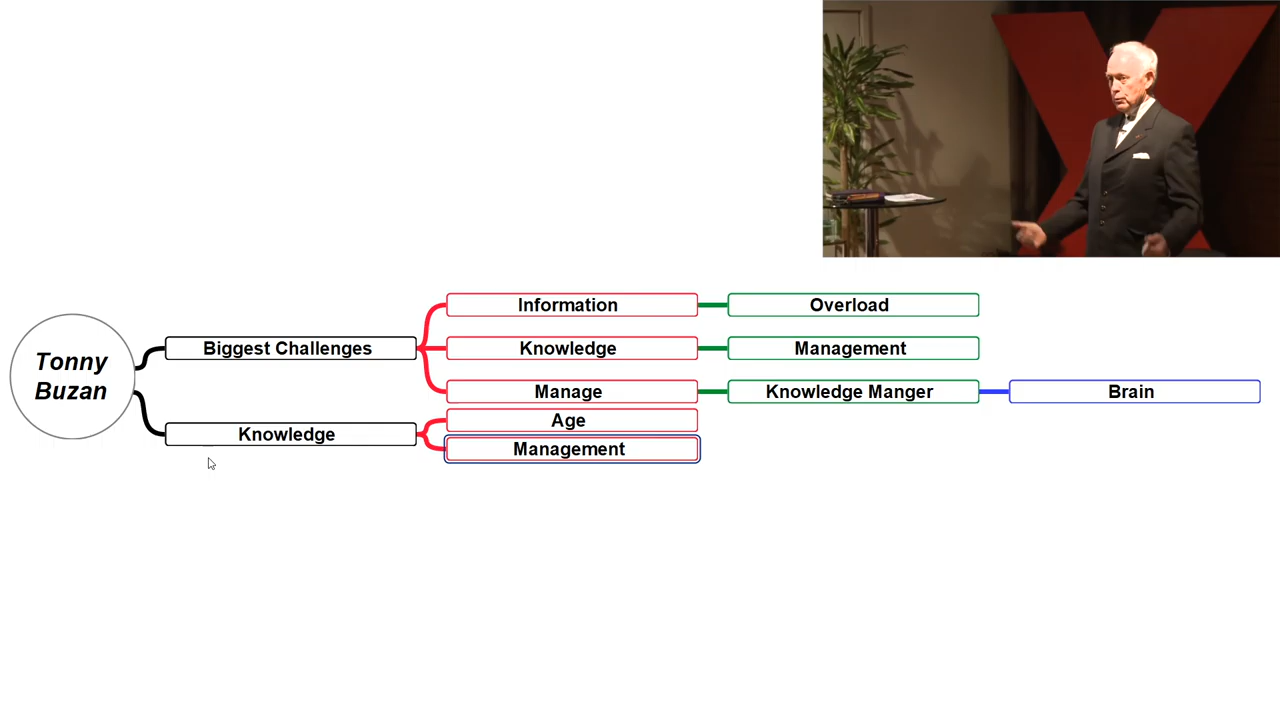 Tonny
Buzan
Biggest Challenges
Information
Overload
Knowledge
Management
Manage
Knowledge Manger
Brain
Knowledge
Age
Management